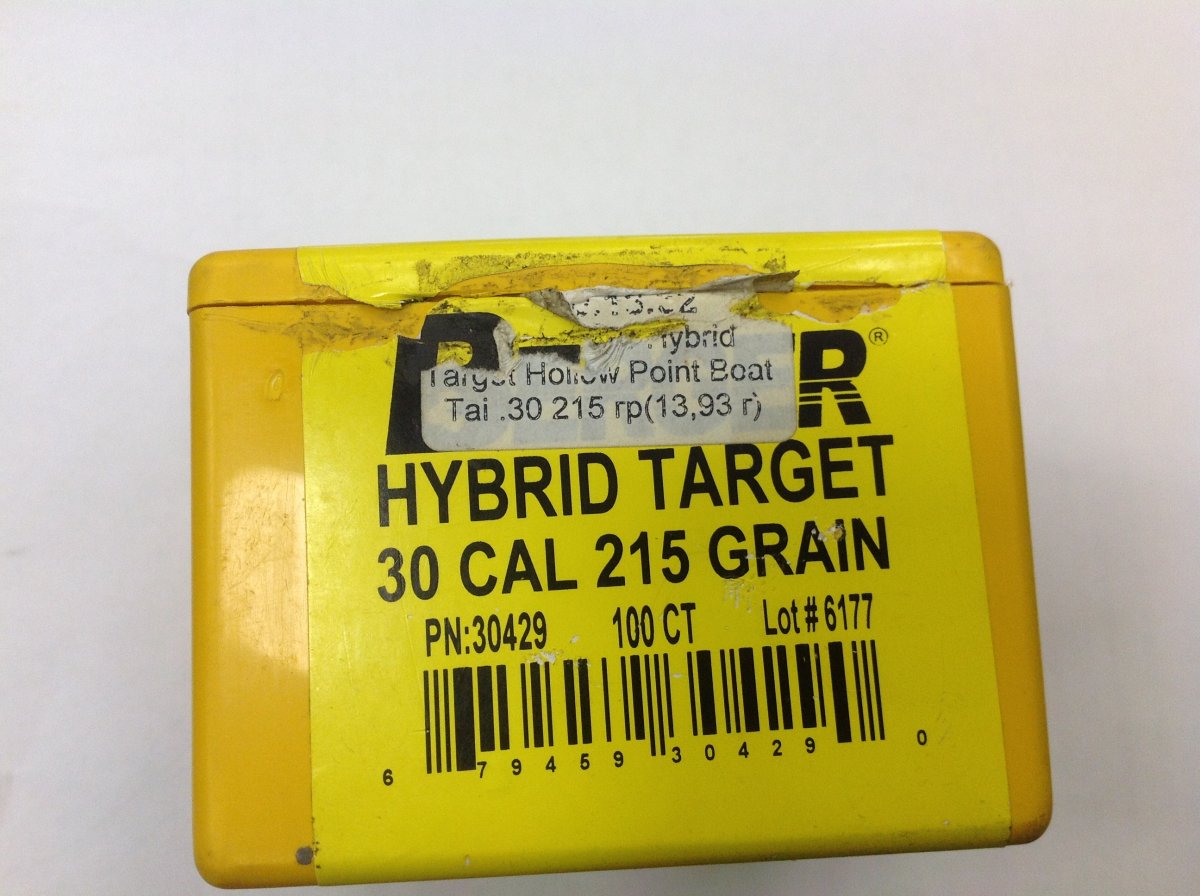 Hybrid
Target Hollow Point Boat
Tai .30 215 гр(13,93 г)
®
HYBRID TARGET
30 CAL 215 GRAIN
PN:30429 100 CT Lot # 6177
6 79459 30429 0